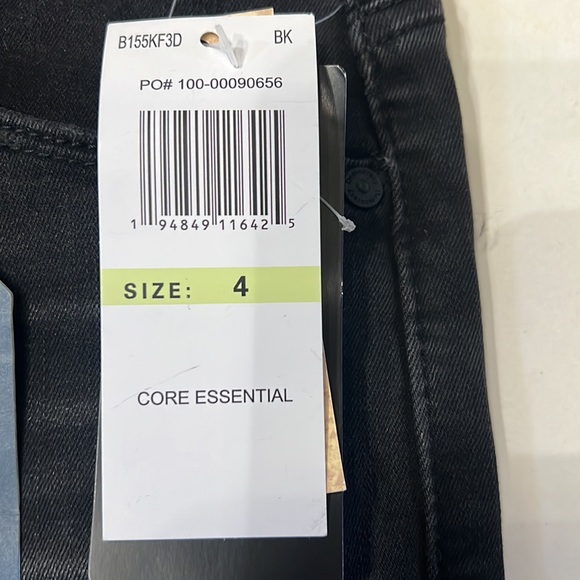 B155KF3D BK
PO# 100-00090656
1 94849 11642 5
SIZE: 4
CORE ESSENTIAL